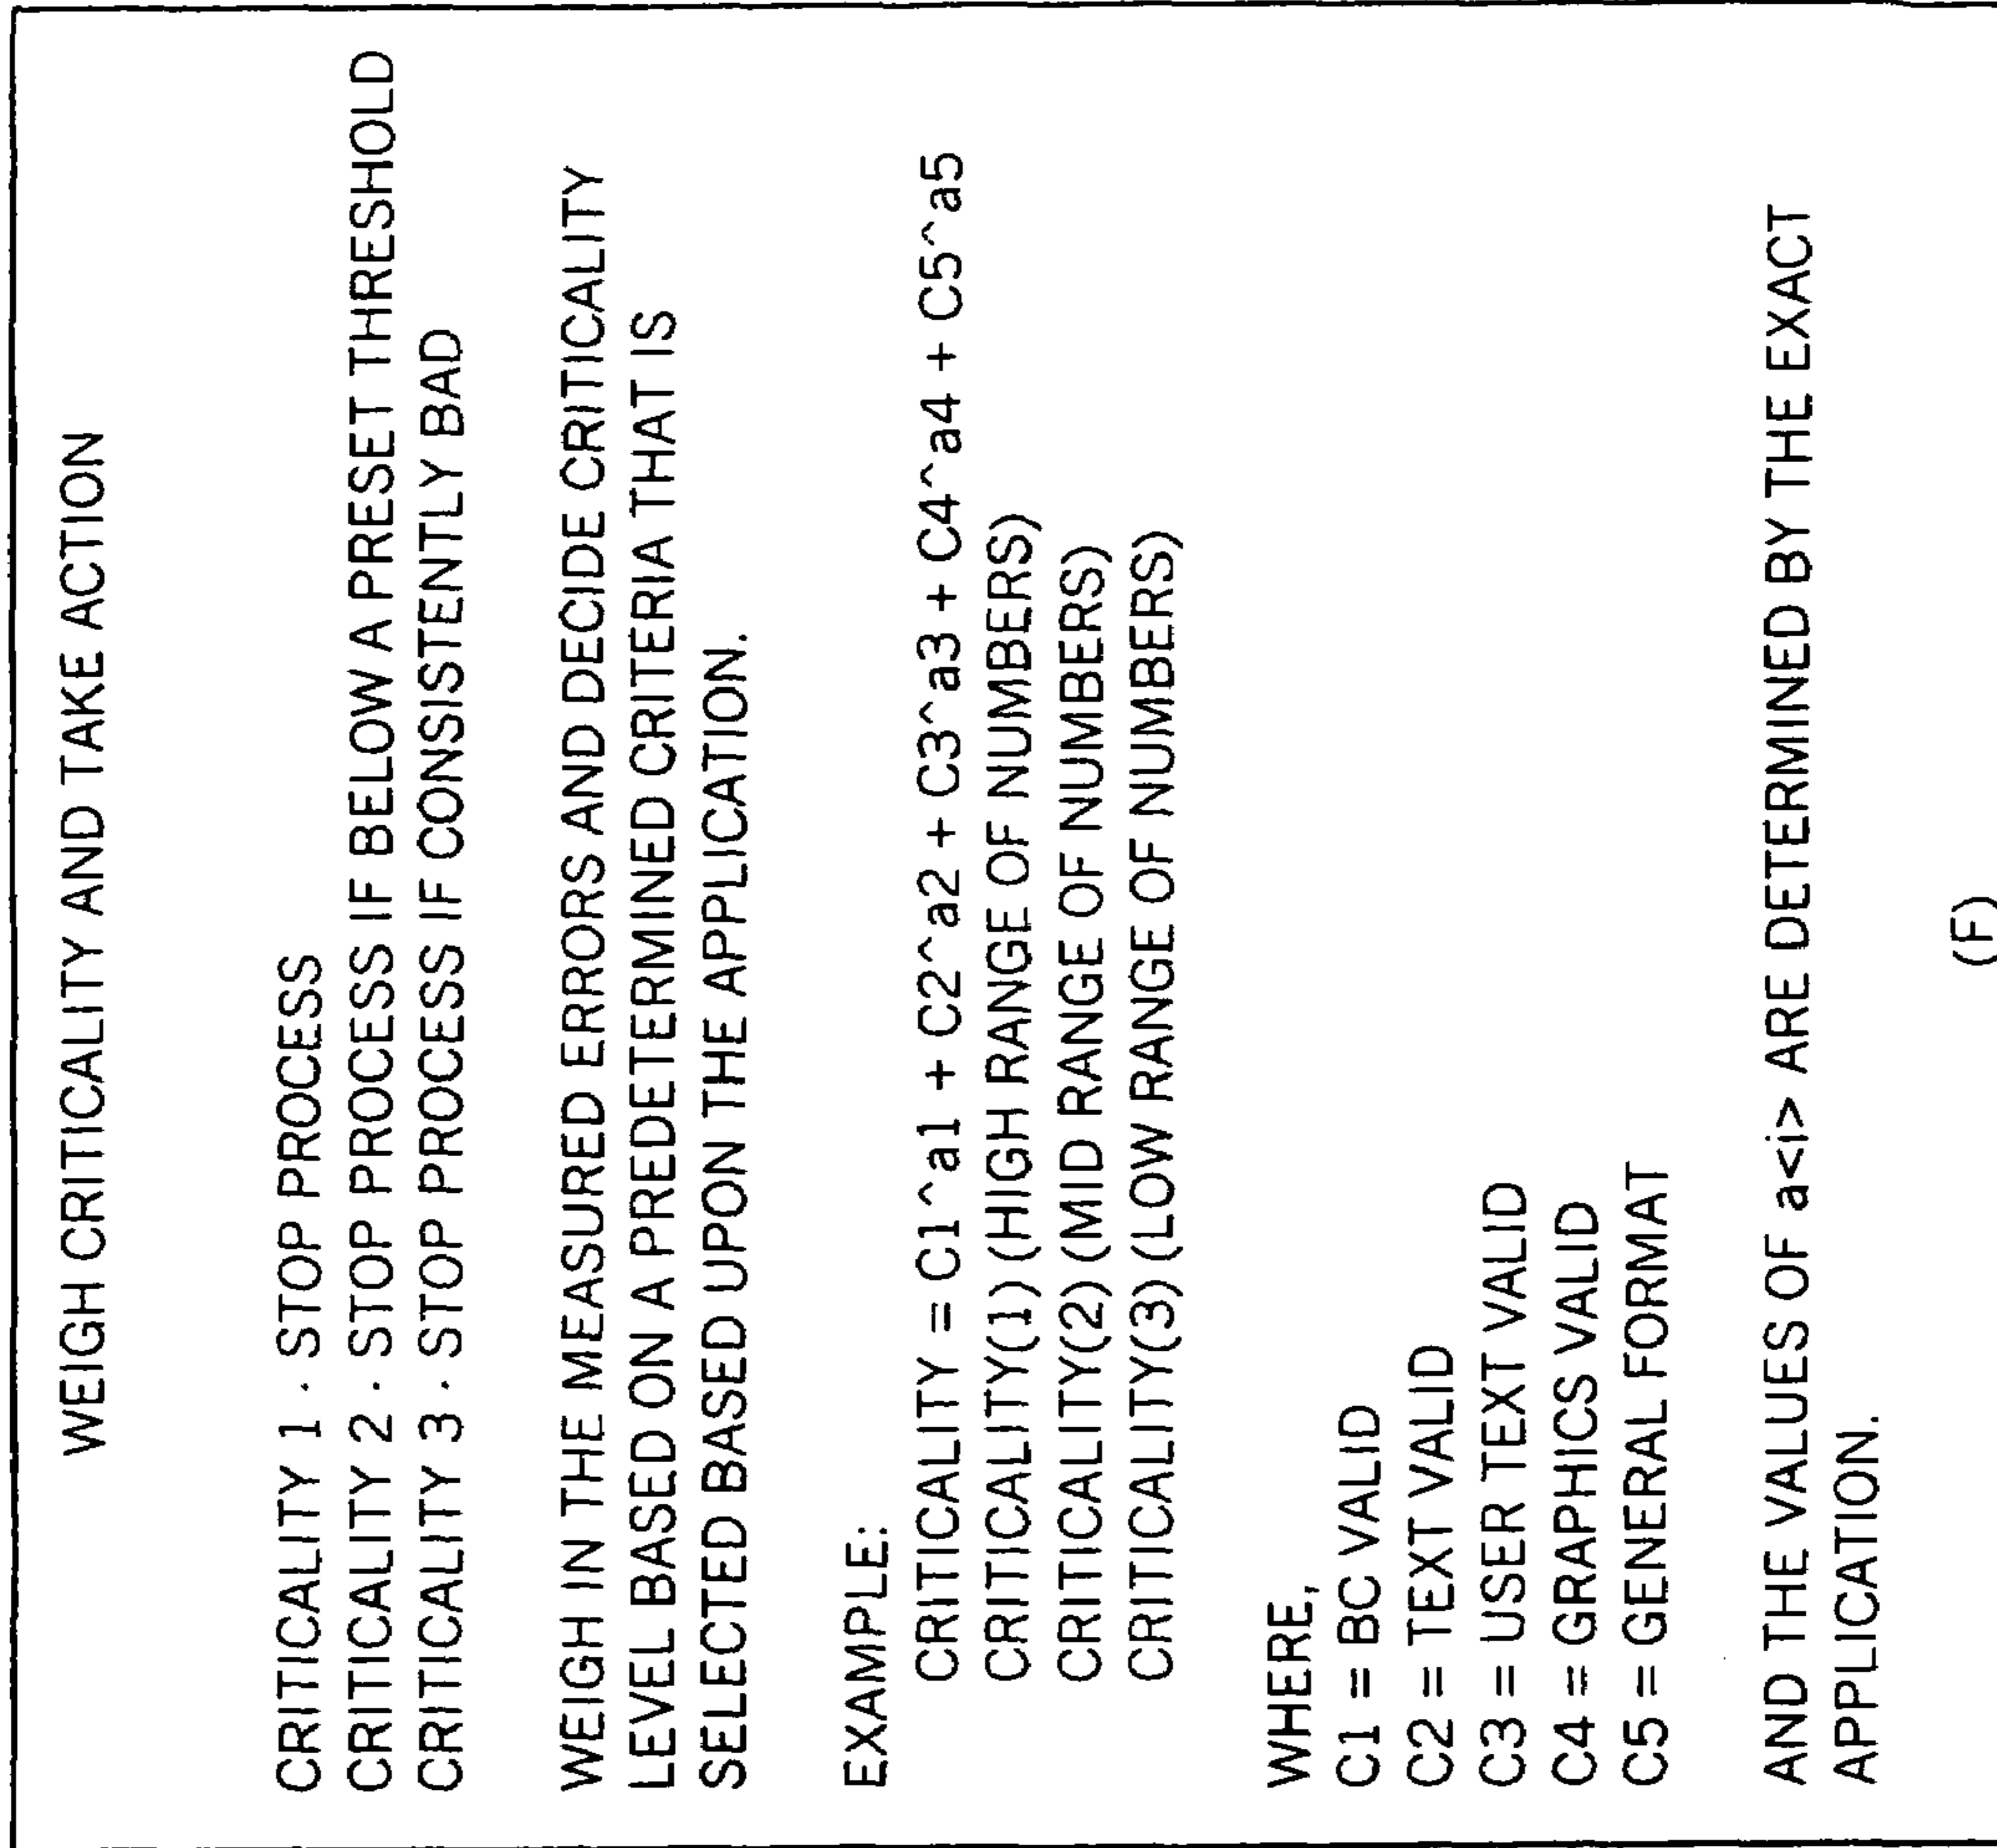 WEIGH CRITICALITY AND TAKE ACTION
CRITICALITY 1 · STOP PROCESS
CRITICALITY 2 · STOP PROCESS IF BELOW A PRESET THRESHOLD
CRITICALITY 3 · STOP PROCESS IF CONSISTENTLY BAD
WEIGH IN THE MEASURED ERRORS AND DECIDE CRITICALITY
LEVEL BASED ON A PREDETERMINED CRITERIA THAT IS
SELECTED BASED UPON THE APPLICATION.
EXAMPLE:
CRITICALITY = C1^a1 + C2^a2 + C3^a3 + C4^a4 + C5^a5
CRITICALITY(1) (HIGH RANGE OF NUMBERS)
CRITICALITY(2) (MID RANGE OF NUMBERS)
CRITICALITY(3) (LOW RANGE OF NUMBERS)
WHERE,
C1 = BC VALID
C2 = TEXT VALID
C3 = USER TEXT VALID
C4 = GRAPHICS VALID
C5 = GENERAL FORMAT
AND THE VALUES OF a<i> ARE DETERMINED BY THE EXACT
APPLICATION.
(F)